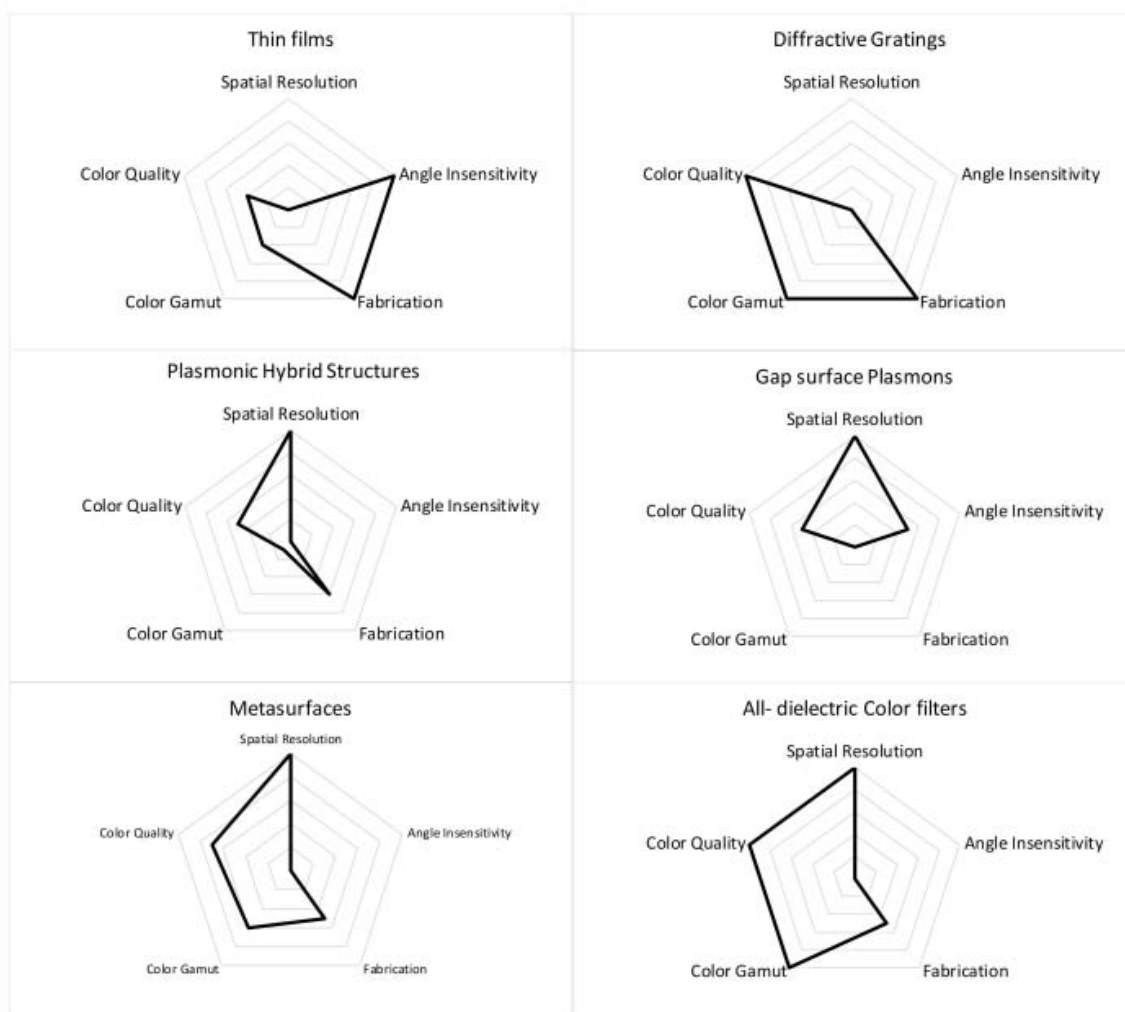 Thin films
Spatial Resolution
Color Quality
Angle Insensitivity
Color Gamut
Fabrication
Diffractive Gratings
Spatial Resolution
Color Quality
Angle Insensitivity
Color Gamut
Fabrication
Plasmonic Hybrid Structures
Spatial Resolution
Color Quality
Angle Insensitivity
Color Gamut
Fabrication
Gap surface Plasmons
Spatial Resolution
Color Quality
Angle Insensitivity
Color Gamut
Fabrication
Metasurfaces
Spatial Resolution
Color Quality
Angle Insensitivity
Color Gamut
Fabrication
All- dielectric Color filters
Spatial Resolution
Color Quality
Angle Insensitivity
Color Gamut
Fabrication